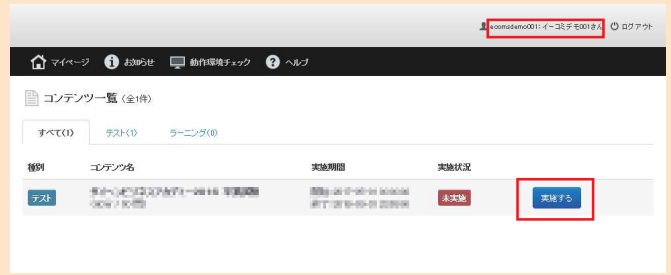 ecomsdemo001:イーコミデモ001さん ログアウト
マイページ お知らせ 動作環境チェック ヘルプ
コンテンツ一覧 (全1件)
すべて(1) テスト(1) ラーニング(0)
種別 コンテンツ名 実施期間 実施状況
テスト 未実施 実施する